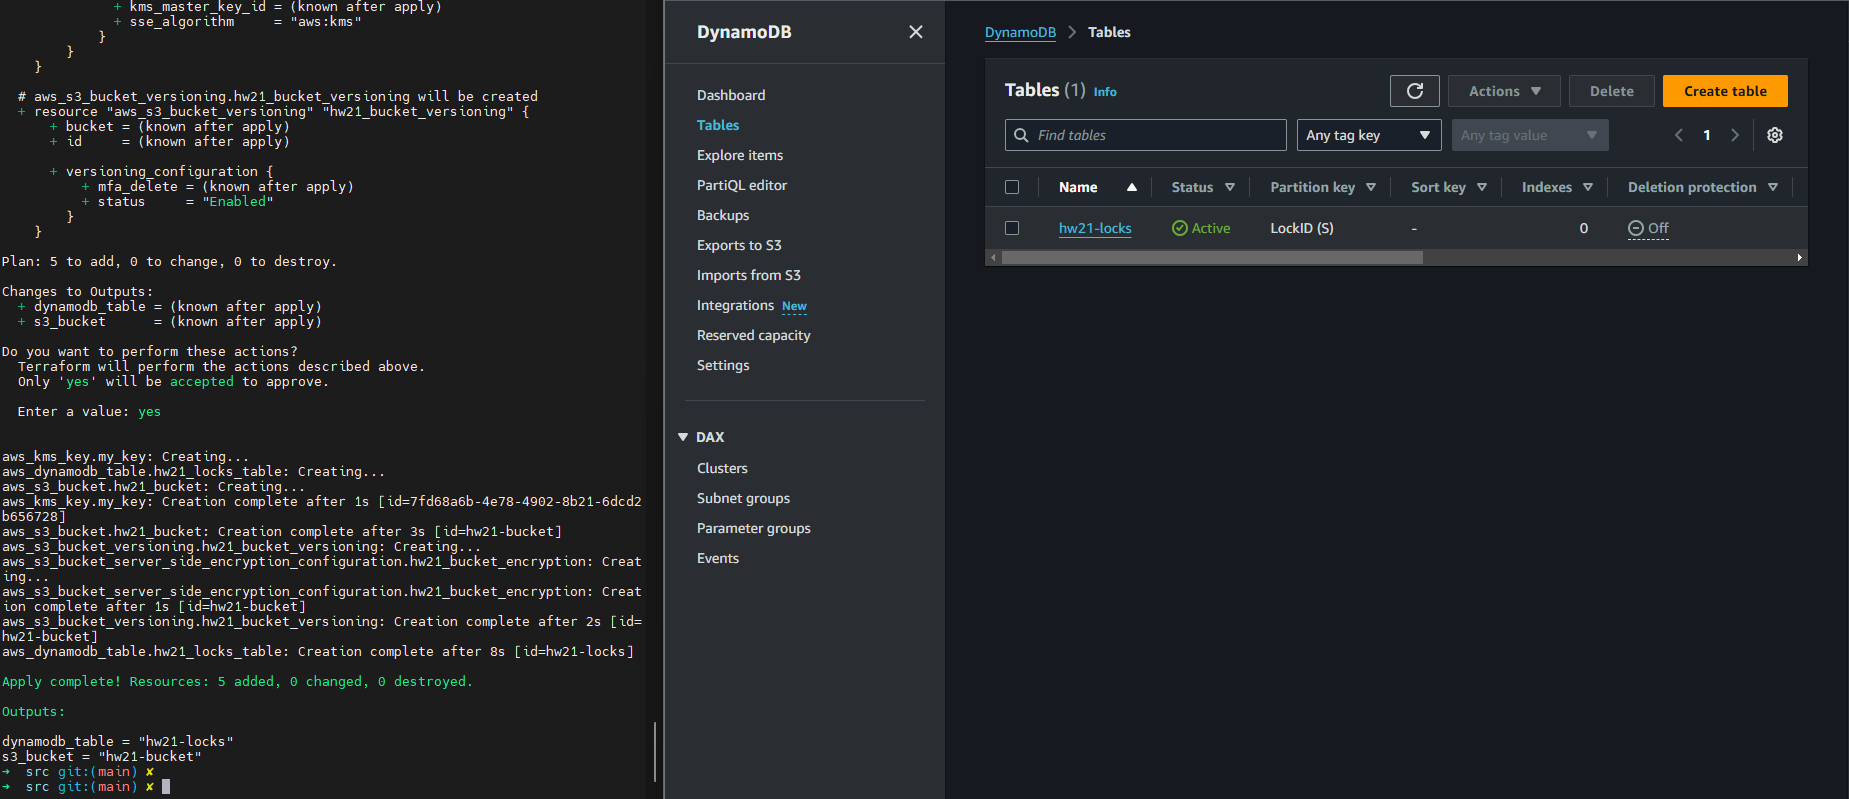 + kms_master_key_id = (known after apply)
+ sse_algorithm     = "aws:kms"
}
}
}
# aws_s3_bucket_versioning.hw21_bucket_versioning will be created
+ resource "aws_s3_bucket_versioning" "hw21_bucket_versioning" {
+ bucket = (known after apply)
+ id     = (known after apply)
+ versioning_configuration {
+ mfa_delete = (known after apply)
+ status     = "Enabled"
}
}
Plan: 5 to add, 0 to change, 0 to destroy.
Changes to Outputs:
+ dynamodb_table = (known after apply)
+ s3_bucket      = (known after apply)
Do you want to perform these actions?
Terraform will perform the actions described above.
Only 'yes' will be accepted to approve.
Enter a value: yes
aws_kms_key.my_key: Creating...
aws_dynamodb_table.hw21_locks_table: Creating...
aws_s3_bucket.hw21_bucket: Creating...
aws_kms_key.my_key: Creation complete after 1s [id=7fd68a6b-4e78-4902-8b21-6dcd2
b656728]
aws_s3_bucket.hw21_bucket: Creation complete after 3s [id=hw21-bucket]
aws_s3_bucket_versioning.hw21_bucket_versioning: Creating...
aws_s3_bucket_server_side_encryption_configuration.hw21_bucket_encryption: Creat
ing...
aws_s3_bucket_server_side_encryption_configuration.hw21_bucket_encryption: Creat
ion complete after 1s [id=hw21-bucket]
aws_s3_bucket_versioning.hw21_bucket_versioning: Creation complete after 2s [id=
hw21-bucket]
aws_dynamodb_table.hw21_locks_table: Creation complete after 8s [id=hw21-locks]
Apply complete! Resources: 5 added, 0 changed, 0 destroyed.
Outputs:
dynamodb_table = "hw21-locks"
s3_bucket = "hw21-bucket"
➜  src git:(main) ✘
➜  src git:(main) ✘
DynamoDB
Dashboard
Tables
Explore items
PartiQL editor
Backups
Exports to S3
Imports from S3
Integrations New
Reserved capacity
Settings
DAX
Clusters
Subnet groups
Parameter groups
Events
DynamoDB > Tables
Tables (1) Info
Actions
Delete
Create table
Find tables
Any tag key
Any tag value
1
Name Status Partition key Sort key Indexes Deletion protection
hw21-locks Active LockID (S) - 0 Off